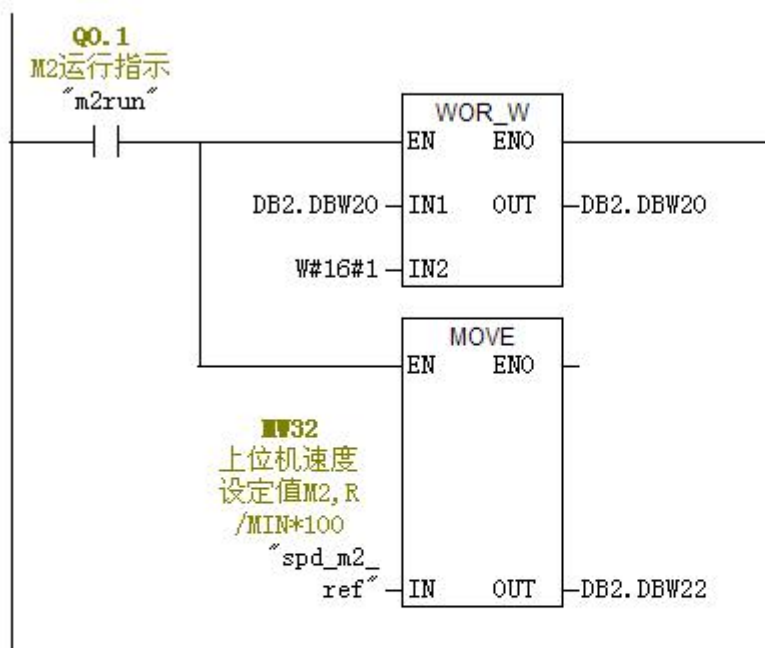 Q0.1
M2运行指示
"m2run"
WOR_W
EN ENO
DB2.DBW20 IN1 OUT DB2.DBW20
W#16#1 IN2
MOVE
EN ENO
MW32
上位机速度
设定值M2,R
/MIN*100
"spd_m2_
ref" IN OUT DB2.DBW22